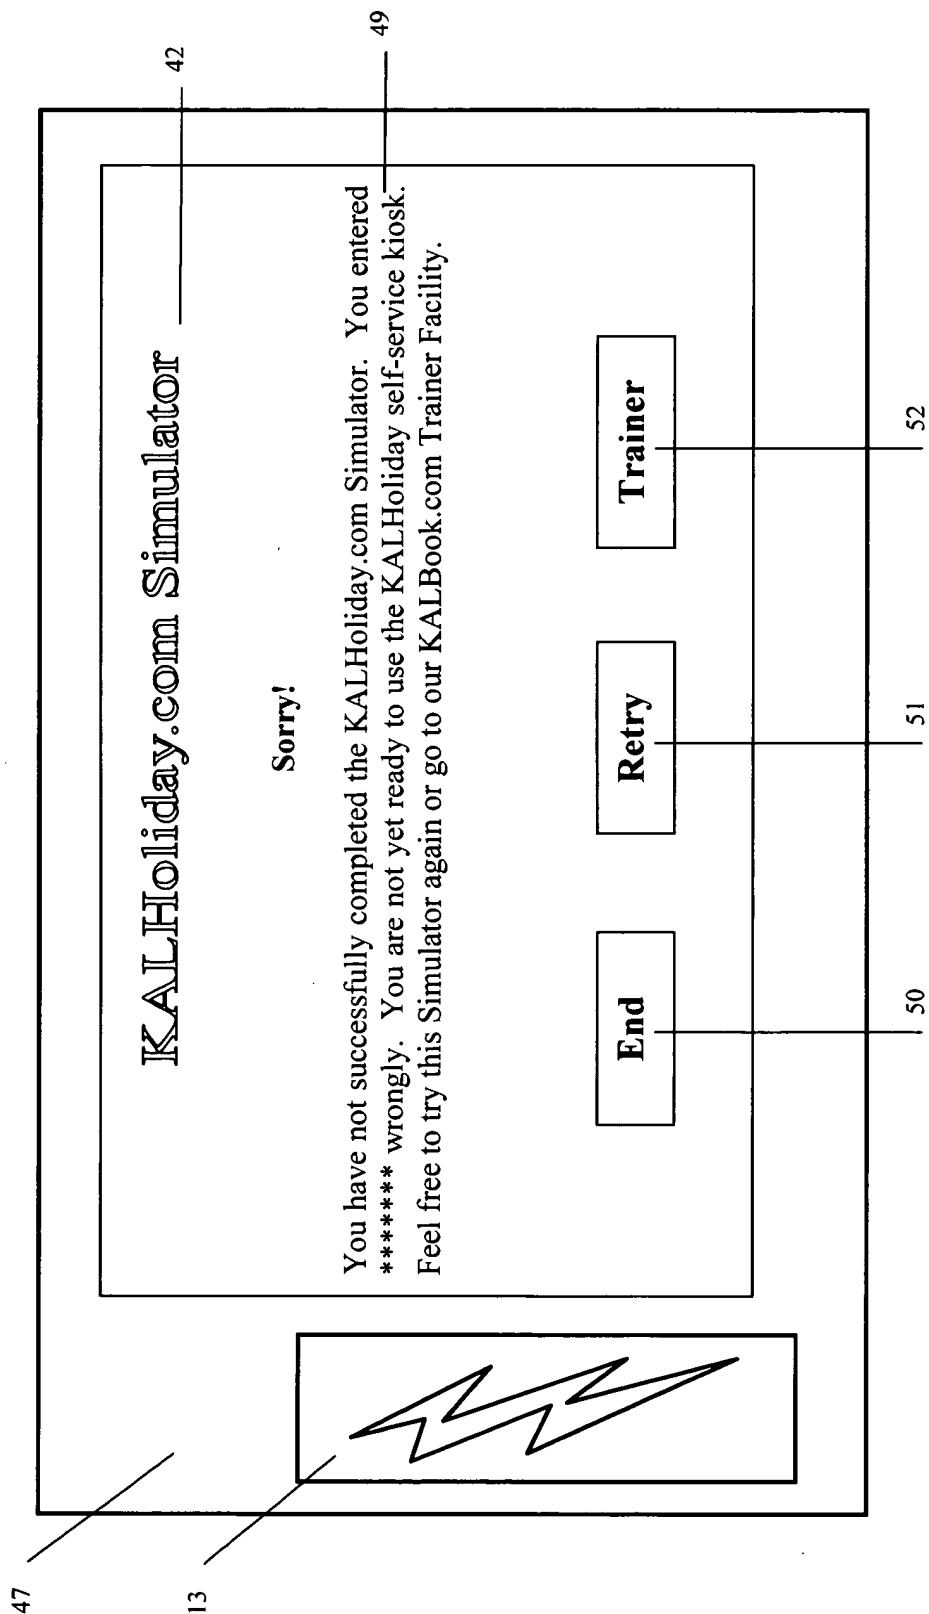 47
13
42
49
KALHoliday.com Simulator
Sorry!
You have not successfully completed the KALHoliday.com Simulator. You entered
******* wrongly. You are not yet ready to use the KALHoliday self-service kiosk.
Feel free to try this Simulator again or go to our KALBook.com Trainer Facility.
End
Retry
Trainer
50
51
52